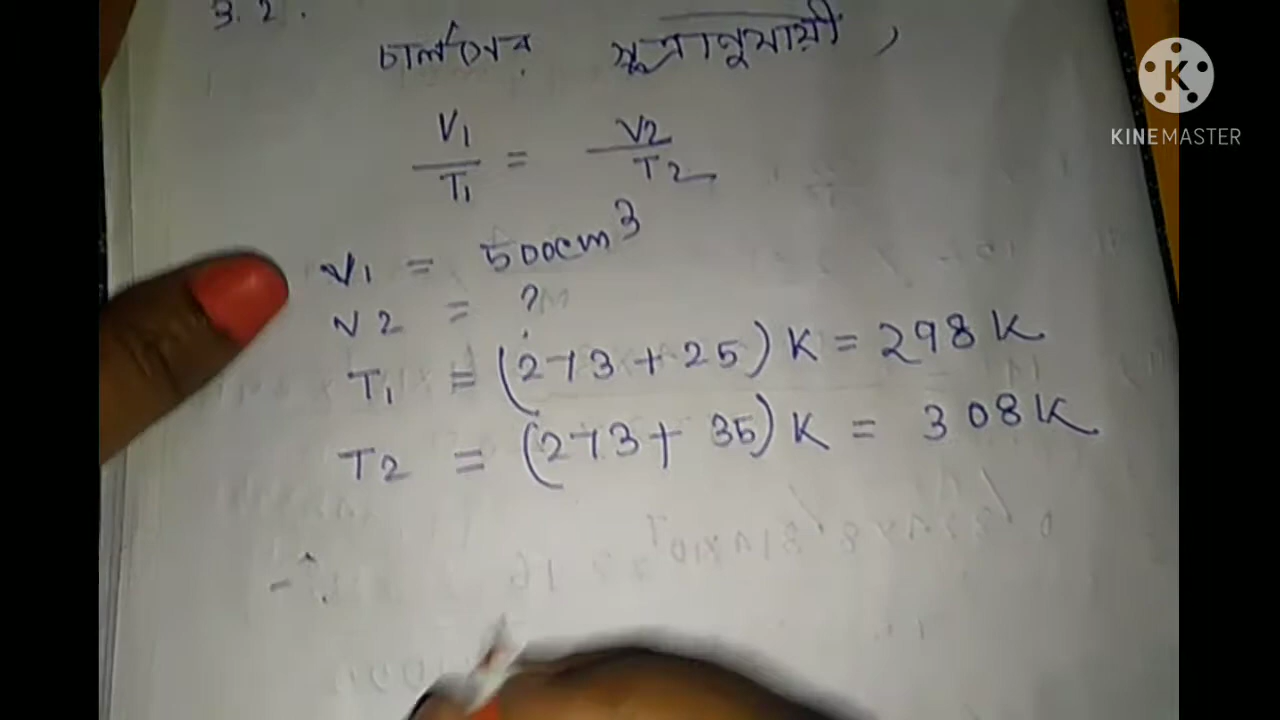 3.2.
চার্লসের সূত্রানুযায়ী,
V1/T1 = V2/T2
V1 = 500cm³
V2 = ?
T1 = (273 + 25) K = 298 K
T2 = (273 + 35) K = 308 K
K
KINEMASTER